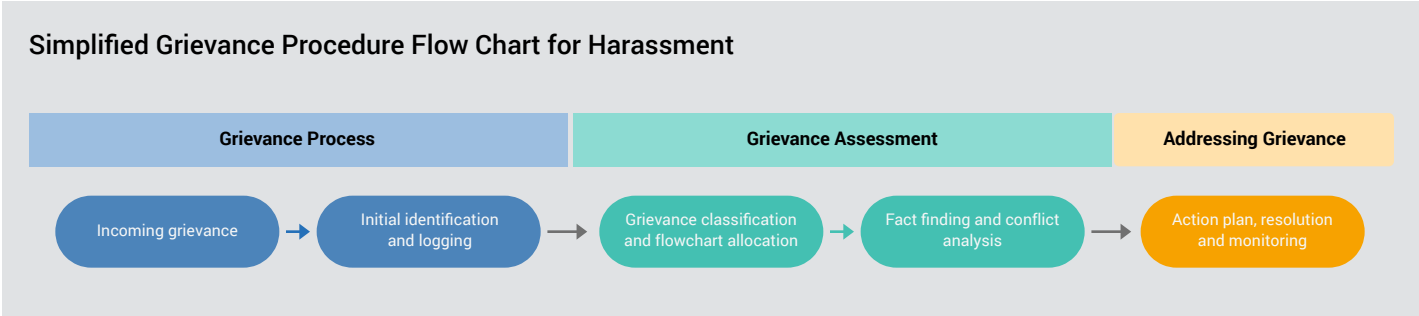 Simplified Grievance Procedure Flow Chart for Harassment
Grievance Process
Grievance Assessment
Addressing Grievance
Incoming grievance
Initial identification
and logging
Grievance classification
and flowchart allocation
Fact finding and conflict
analysis
Action plan, resolution
and monitoring